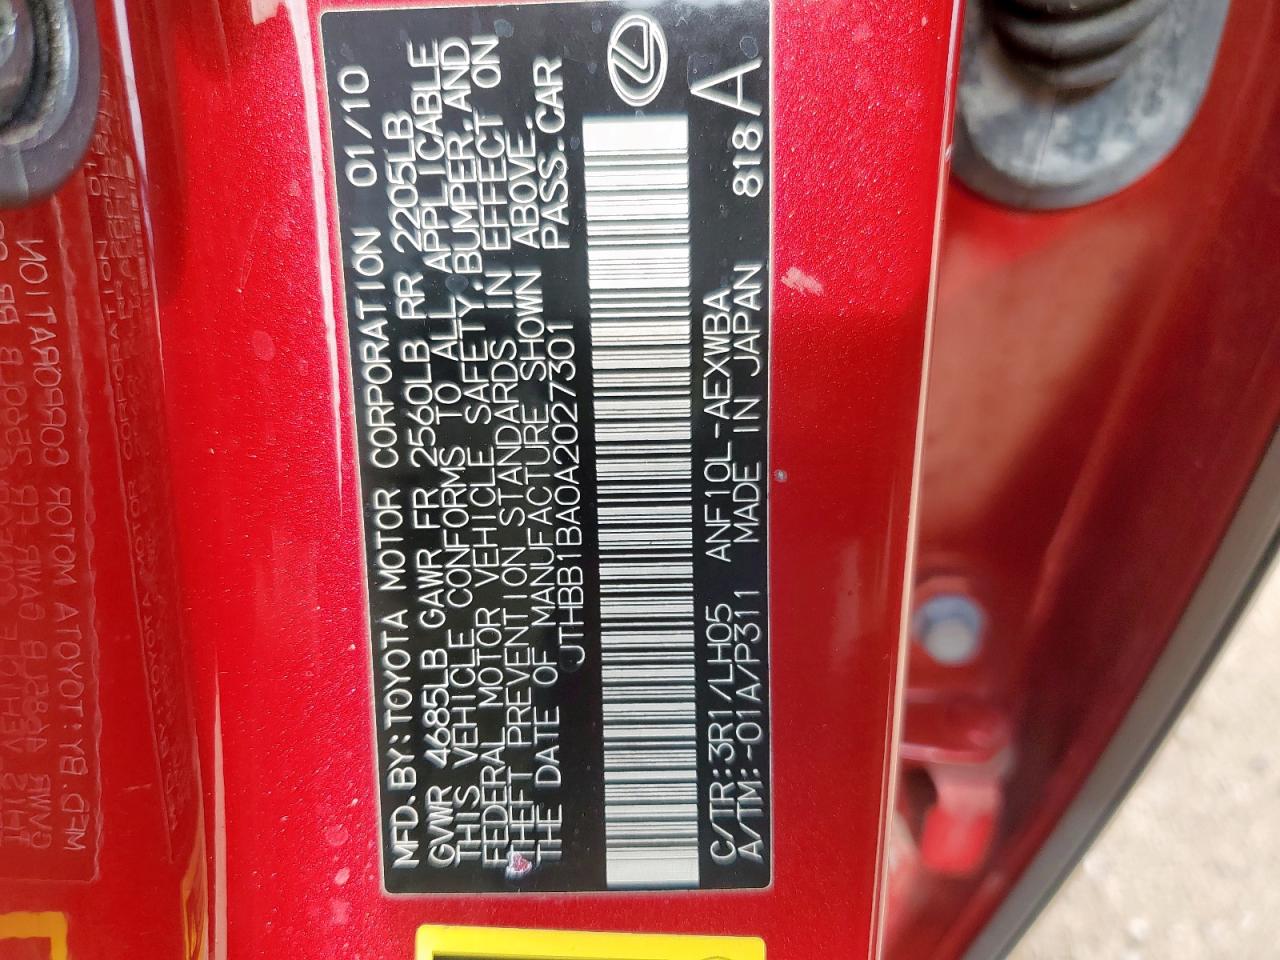 MFD. BY: TOYOTA MOTOR CORPORATION 01/10
GVWR 4685LB GAWR FR 2560LB RR 2205LB
THIS VEHICLE CONFORMS TO ALL APPLICABLE
FEDERAL MOTOR VEHICLE SAFETY, BUMPER, AND
THEFT PREVENTION STANDARDS IN EFFECT ON
THE DATE OF MANUFACTURE SHOWN ABOVE.
JTHBB1BA0A2027301 PASS. CAR
C/TR: 3R1/LH05 ANF10L-AEXWBA 818A
A/TM: -01A/P311 MADE IN JAPAN